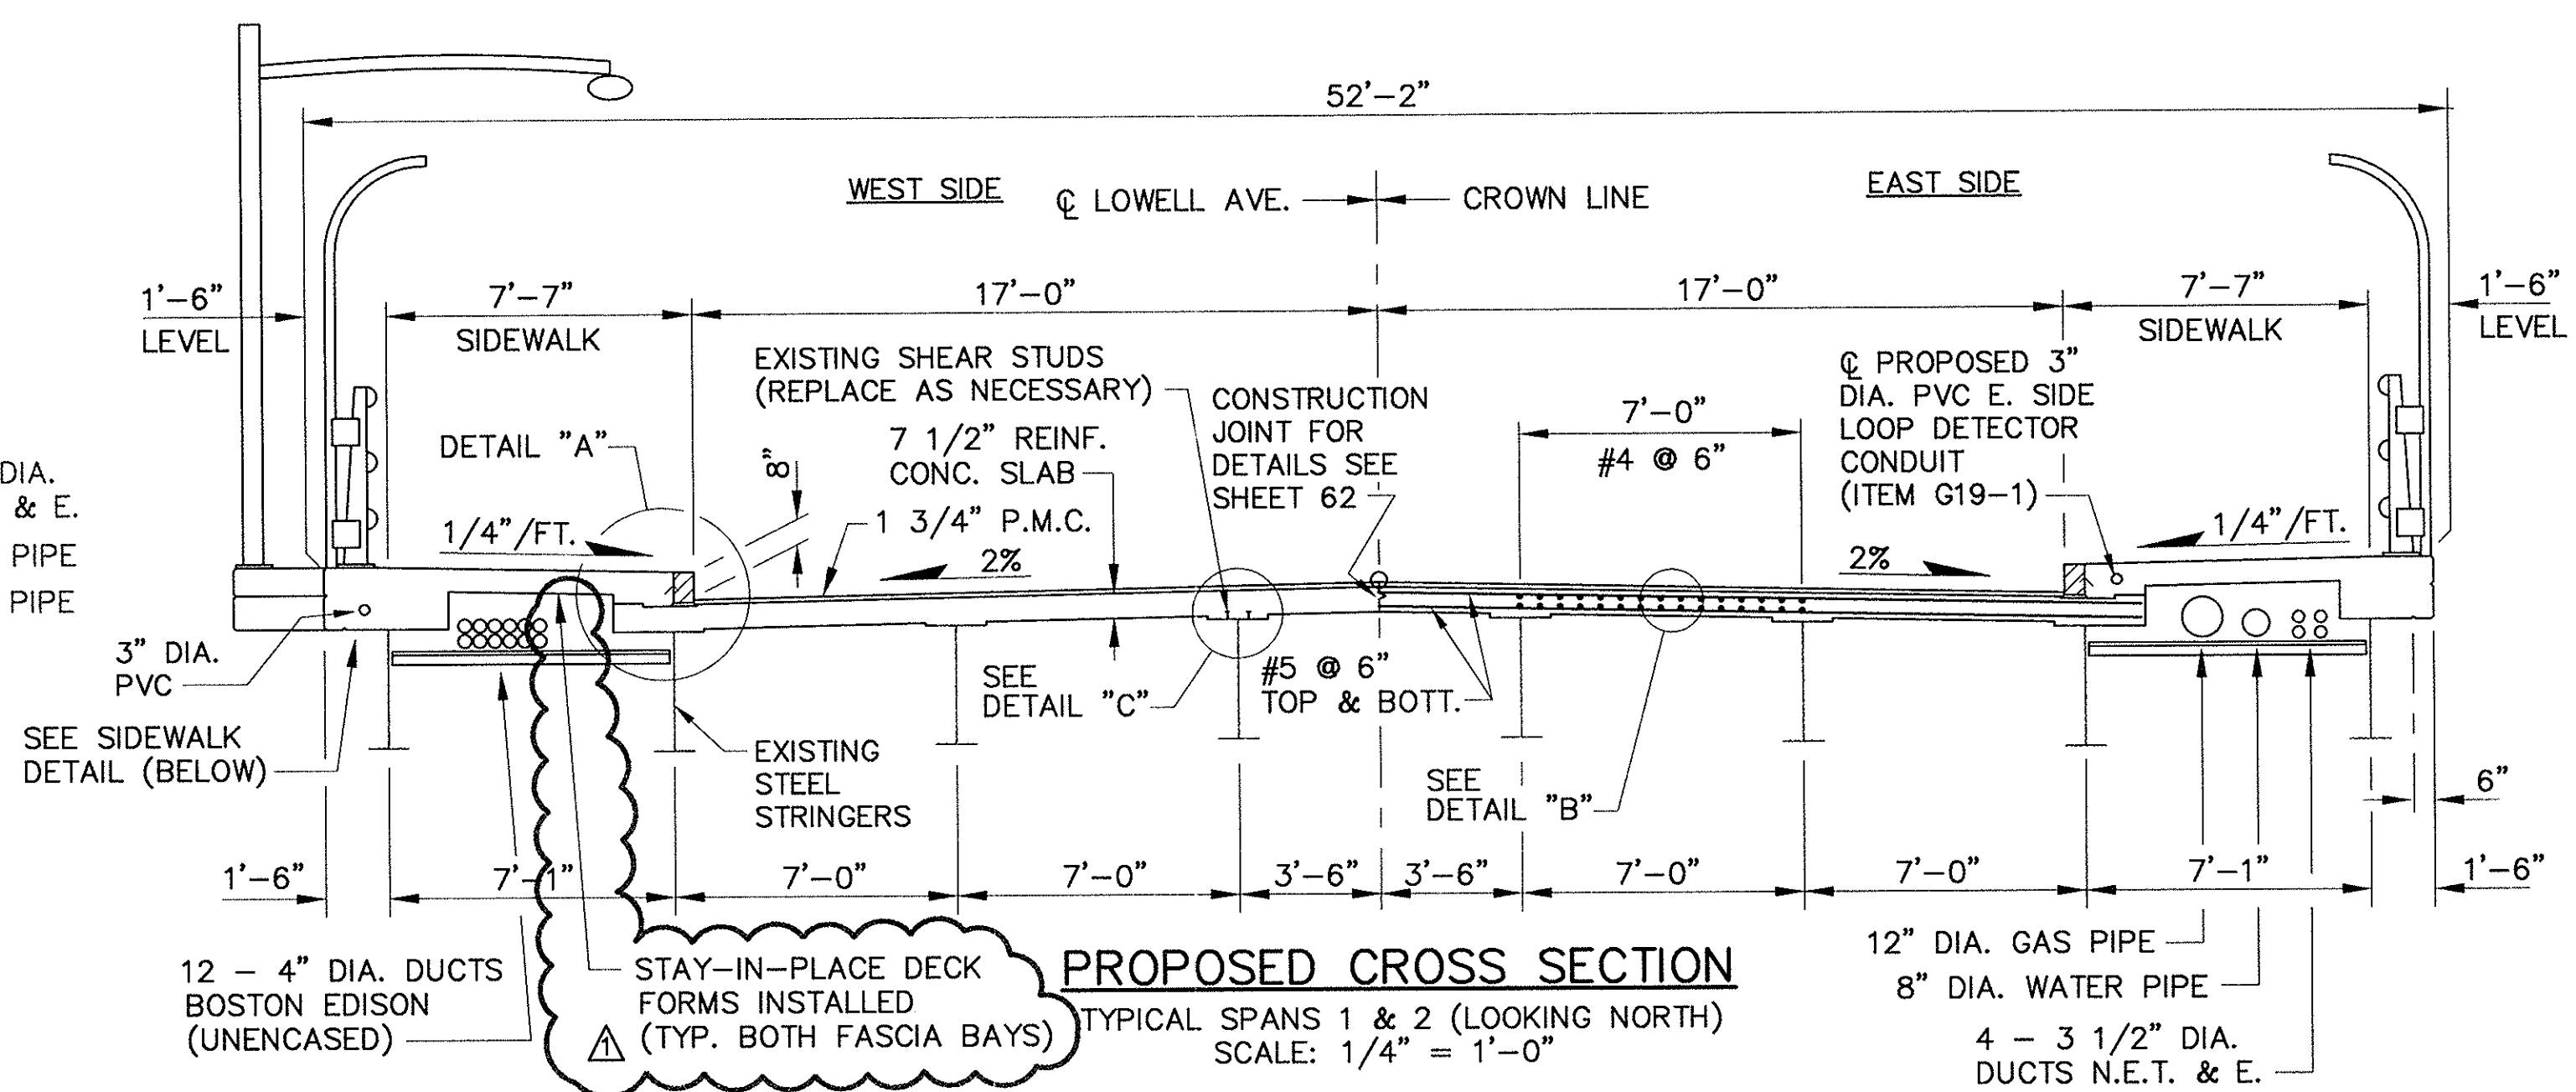 52'-2"
WEST SIDE
℄ LOWELL AVE.
CROWN LINE
EAST SIDE
1'-6"
LEVEL
7'-7"
SIDEWALK
17'-0"
17'-0"
7'-7"
SIDEWALK
1'-6"
LEVEL
EXISTING SHEAR STUDS
(REPLACE AS NECESSARY)
CONSTRUCTION
JOINT FOR
DETAILS SEE
SHEET 62
7'-0"
#4 @ 6"
℄ PROPOSED 3"
DIA. PVC E. SIDE
LOOP DETECTOR
CONDUIT
(ITEM G19-1)
DETAIL "A"
8"
7 1/2" REINF.
CONC. SLAB
1 3/4" P.M.C.
DIA.
& E.
PIPE
PIPE
1/4"/FT.
2%
2%
1/4"/FT.
3" DIA.
PVC
SEE SIDEWALK
DETAIL (BELOW)
EXISTING
STEEL
STRINGERS
SEE
DETAIL "C"
#5 @ 6"
TOP & BOTT.
SEE
DETAIL "B"
6"
1'-6"
7'-1"
7'-0"
7'-0"
3'-6"
3'-6"
7'-0"
7'-0"
7'-1"
1'-6"
12 - 4" DIA. DUCTS
BOSTON EDISON
(UNENCASED)
STAY-IN-PLACE DECK
FORMS INSTALLED
(TYP. BOTH FASCIA BAYS)
1
PROPOSED CROSS SECTION
TYPICAL SPANS 1 & 2 (LOOKING NORTH)
SCALE: 1/4" = 1'-0"
12" DIA. GAS PIPE
8" DIA. WATER PIPE
4 - 3 1/2" DIA.
DUCTS N.E.T. & E.